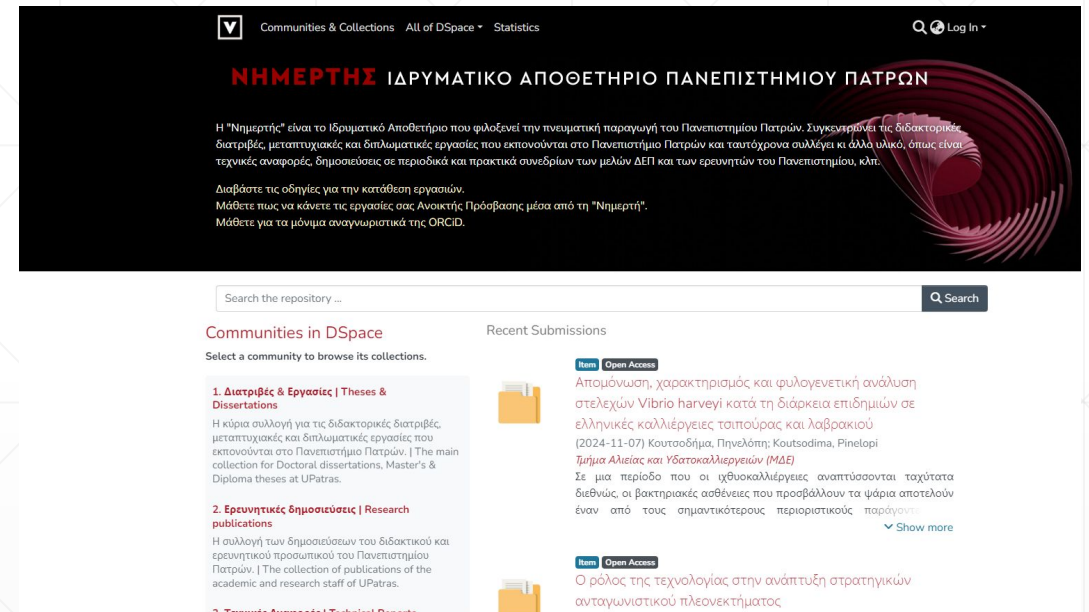 V
Communities & Collections All of DSpace Statistics Log In
ΝΗΜΕΡΤΗΣ ΙΔΡΥΜΑΤΙΚΟ ΑΠΟΘΕΤΗΡΙΟ ΠΑΝΕΠΙΣΤΗΜΙΟΥ ΠΑΤΡΩΝ
Η "Νημερτής" είναι το Ιδρυματικό Αποθετήριο που φιλοξενεί την πνευματική παραγωγή του Πανεπιστημίου Πατρών. Συγκεντρώνει τις διδακτορικές
διατριβές, μεταπτυχιακές και διπλωματικές εργασίες που εκπονούνται στο Πανεπιστήμιο Πατρών και ταυτόχρονα συλλέγει κι άλλο υλικό, όπως είναι
τεχνικές αναφορές, δημοσιεύσεις σε περιοδικά και πρακτικά συνεδρίων των μελών ΔΕΠ και των ερευνητών του Πανεπιστημίου, κλπ.
Διαβάστε τις οδηγίες για την κατάθεση εργασιών.
Μάθετε πως να κάνετε τις εργασίες σας Ανοικτής Πρόσβασης μέσα από τη "Νημερτή".
Μάθετε για τα μόνιμα αναγνωριστικά της ORCiD.
Search the repository ... Search
Communities in DSpace
Select a community to browse its collections.
1. Διατριβές & Εργασίες | Theses &
Dissertations
Η κύρια συλλογή για τις διδακτορικές διατριβές,
μεταπτυχιακές και διπλωματικές εργασίες που
εκπονούνται στο Πανεπιστήμιο Πατρών. | The main
collection for Doctoral dissertations, Master's &
Diploma theses at UPatras.
2. Ερευνητικές δημοσιεύσεις | Research
publications
Η συλλογή των δημοσιεύσεων του διδακτικού και
ερευνητικού προσωπικού του Πανεπιστημίου
Πατρών. | The collection of publications of the
academic and research staff of UPatras.
Recent Submissions
Item Open Access
Απομόνωση, χαρακτηρισμός και φυλογενετική ανάλυση
στελεχών Vibrio harveyi κατά τη διάρκεια επιδημιών σε
ελληνικές καλλιέργειες τσιπούρας και λαβρακιού
(2024-11-07) Κουτσοδήμα, Πηνελόπη; Koutsodima, Pinelopi
Τμήμα Αλιείας και Υδατοκαλλιεργειών (ΜΔΕ)
Σε μια περίοδο που οι ιχθυοκαλλιέργειες αναπτύσσονται ταχύτατα
διεθνώς, οι βακτηριακές ασθένειες που προσβάλλουν τα ψάρια αποτελούν
έναν από τους σημαντικότερους περιοριστικούς
Show more
Item Open Access
Ο ρόλος της τεχνολογίας στην ανάπτυξη στρατηγικών
ανταγωνιστικού πλεονεκτήματος